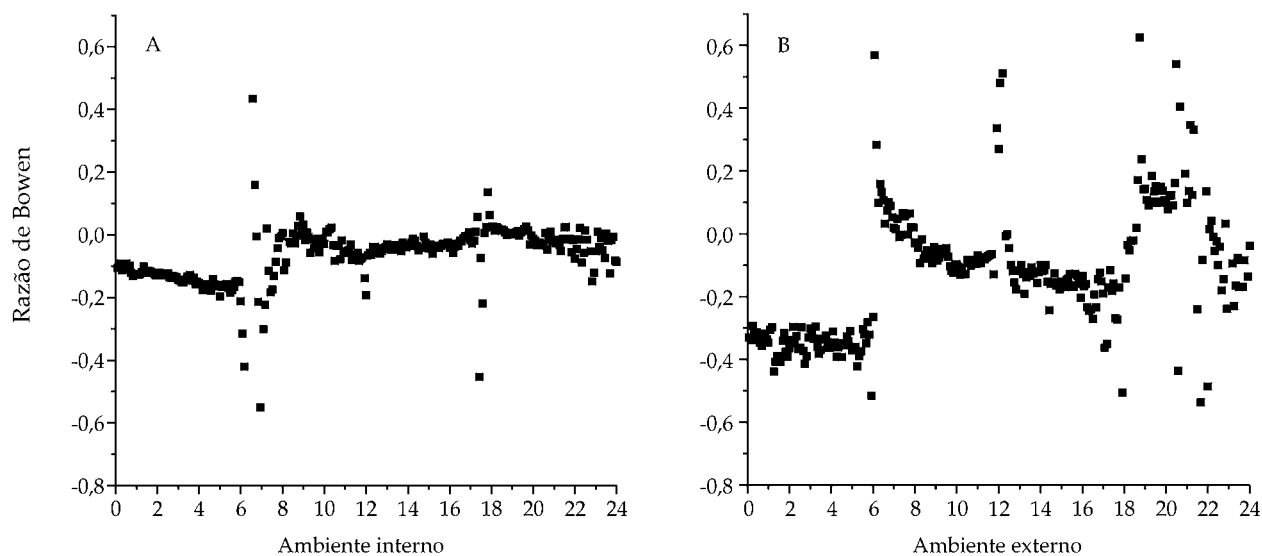 A
B
Razão de Bowen
0,6
0,4
0,2
0,0
-0,2
-0,4
-0,6
-0,8
0 2 4 6 8 10 12 14 16 18 20 22 24
Ambiente interno
0,6
0,4
0,2
0,0
-0,2
-0,4
-0,6
-0,8
0 2 4 6 8 10 12 14 16 18 20 22 24
Ambiente externo